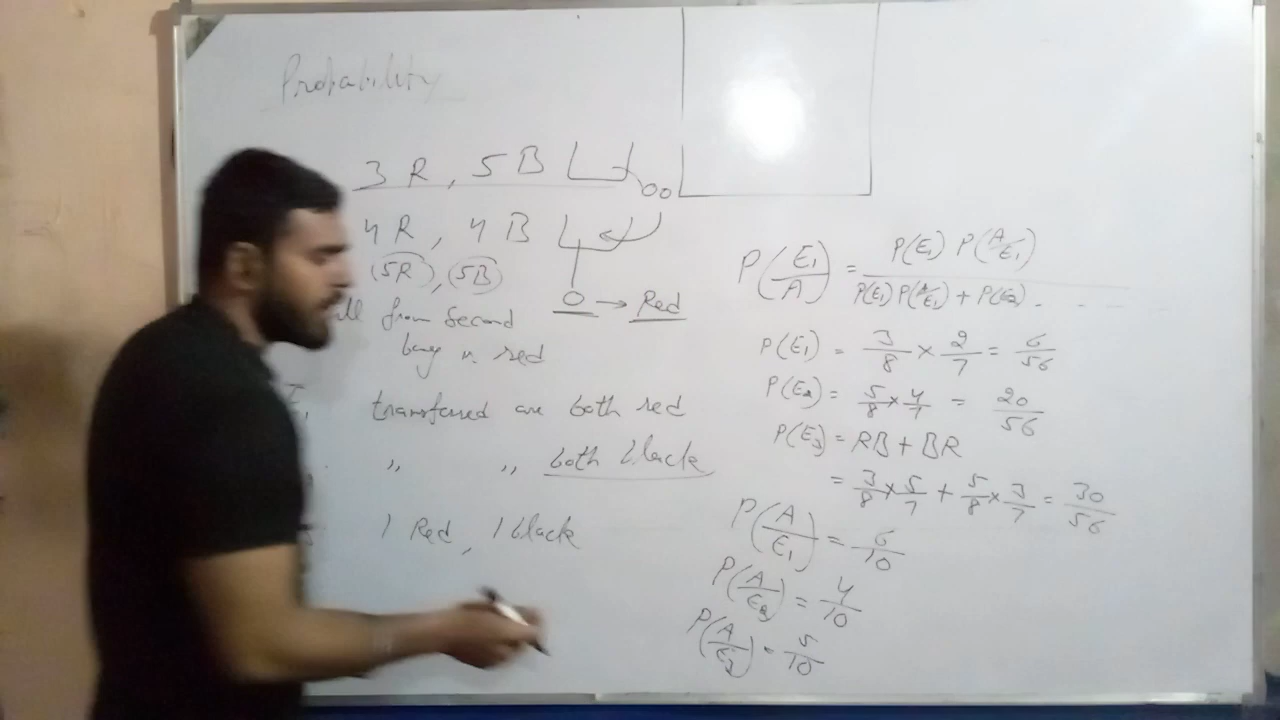 Probability
3 R, 5 B
4 R, 4 B
(5R), (5B)
O → Red
from second
bag is red
transferred are both red
,, ,, both black
1 Red, 1 black
P(E₁/A) = P(E₁) P(A/E₁) / P(E₁) P(A/E₁) + P(E₂) - - -
P(E₁) = 3/8 × 2/7 = 6/56
P(E₂) = 5/8 × 4/7 = 20/56
P(E₃) = RB + BR
= 3/8 × 5/7 + 5/8 × 3/7 = 30/56
P(A/E₁) = 6/10
P(A/E₂) = 4/10
P(A/E₃) = 5/10